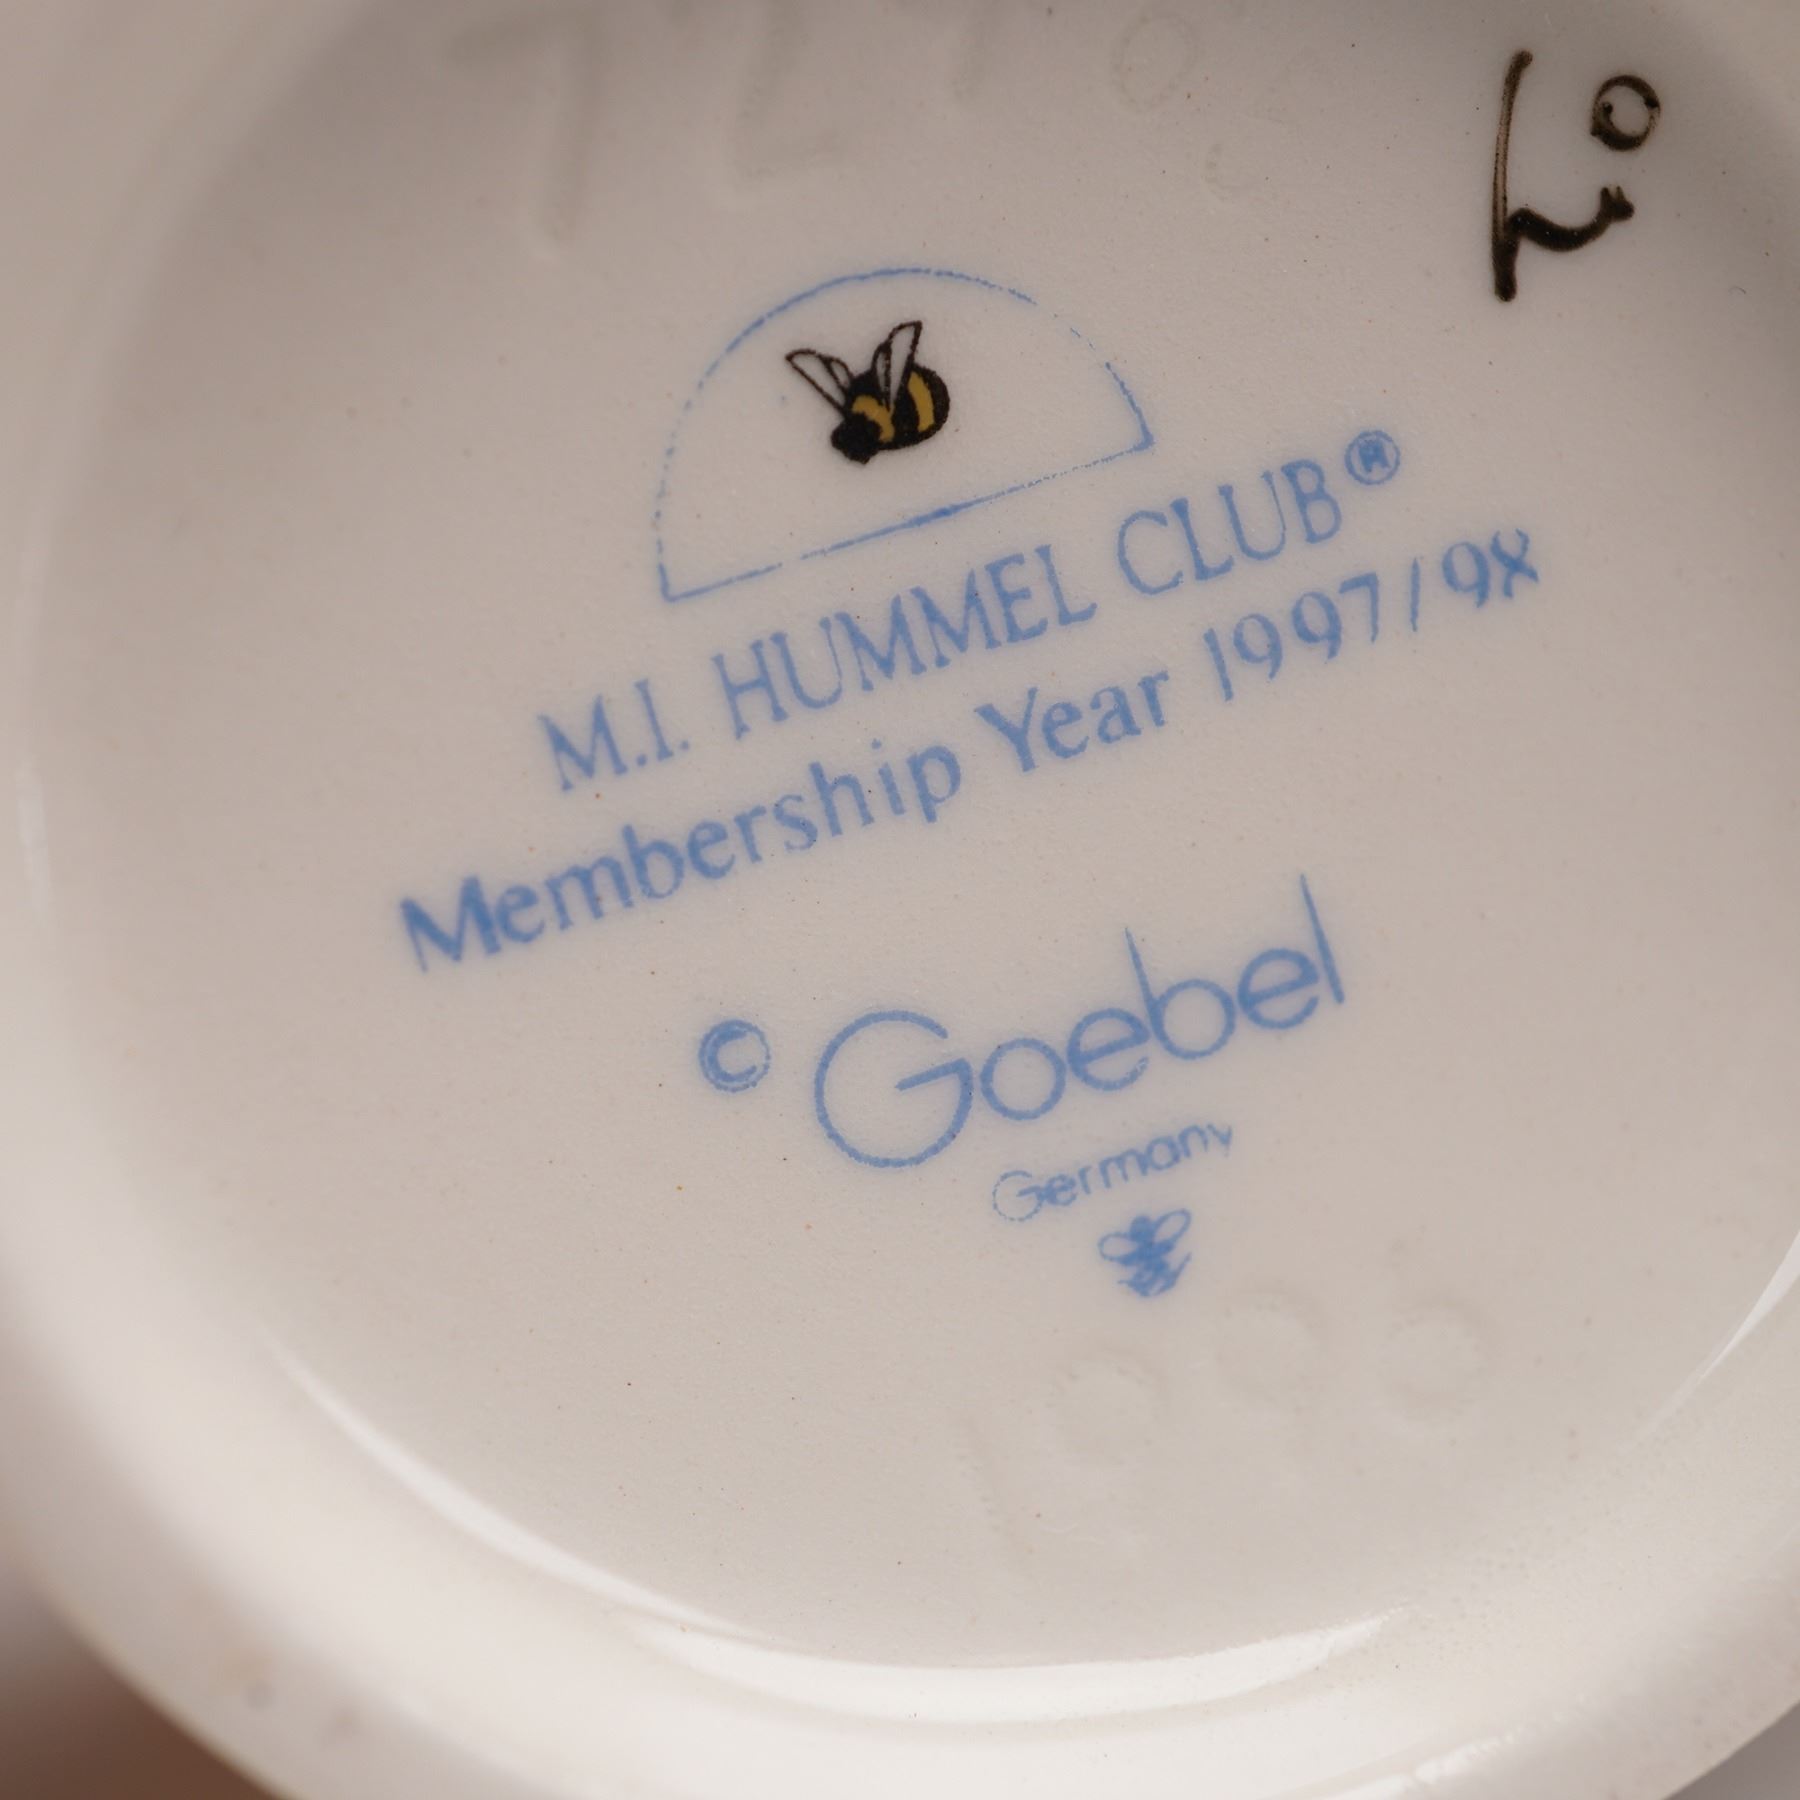 M.I. HUMMEL CLUB®
Membership Year 1997/98
© Goebel
Germany